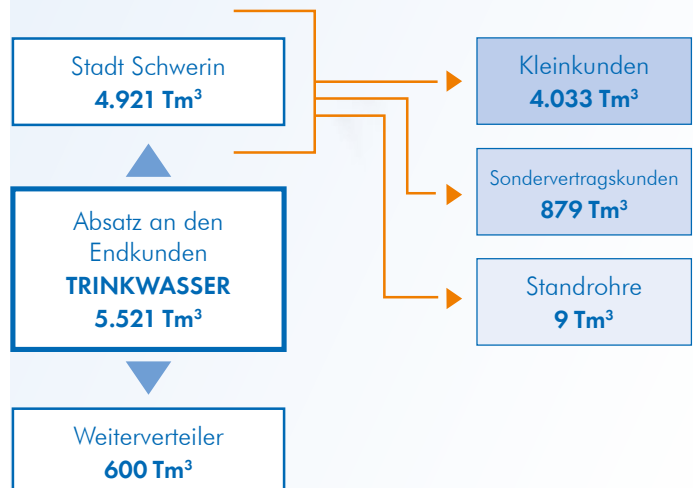 Stadt Schwerin
4.921 Tm³
Absatz an den
Endkunden
TRINKWASSER
5.521 Tm³
Weiterverteiler
600 Tm³
Kleinkunden
4.033 Tm³
Sondervertragskunden
879 Tm³
Standrohre
9 Tm³